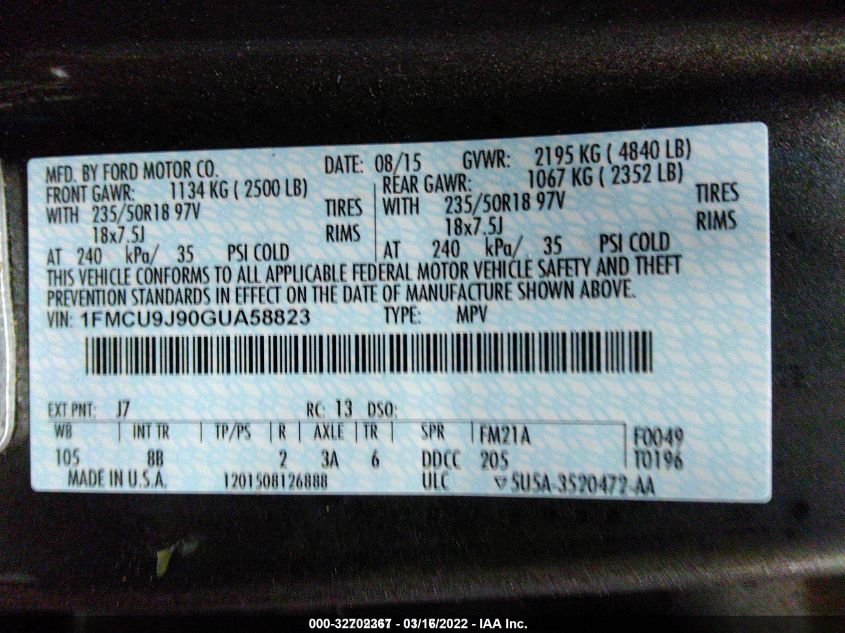 MFD. BY FORD MOTOR CO. DATE: 08/15 GVWR: 2195 KG ( 4840 LB)
FRONT GAWR: 1134 KG ( 2500 LB) REAR GAWR: 1067 KG ( 2352 LB)
WITH 235/50R18 97V TIRES WITH 235/50R18 97V TIRES
18x7.5J RIMS 18x7.5J RIMS
AT 240 kPa/ 35 PSI COLD AT 240 kPa/ 35 PSI COLD
THIS VEHICLE CONFORMS TO ALL APPLICABLE FEDERAL MOTOR VEHICLE SAFETY AND THEFT
PREVENTION STANDARDS IN EFFECT ON THE DATE OF MANUFACTURE SHOWN ABOVE.
VIN: 1FMCU9J90GUA58823 TYPE: MPV
EXT PNT: J7 RC: 13 DSO:
WB INT TR TP/PS R AXLE TR SPR FM21A F0049
105 8B 2 3A 6 DDCC 205 T0196
MADE IN U.S.A. 1201508126888 ULC ▽5U5A-3520472-AA
000-32702367 - 03/16/2022 - IAA Inc.